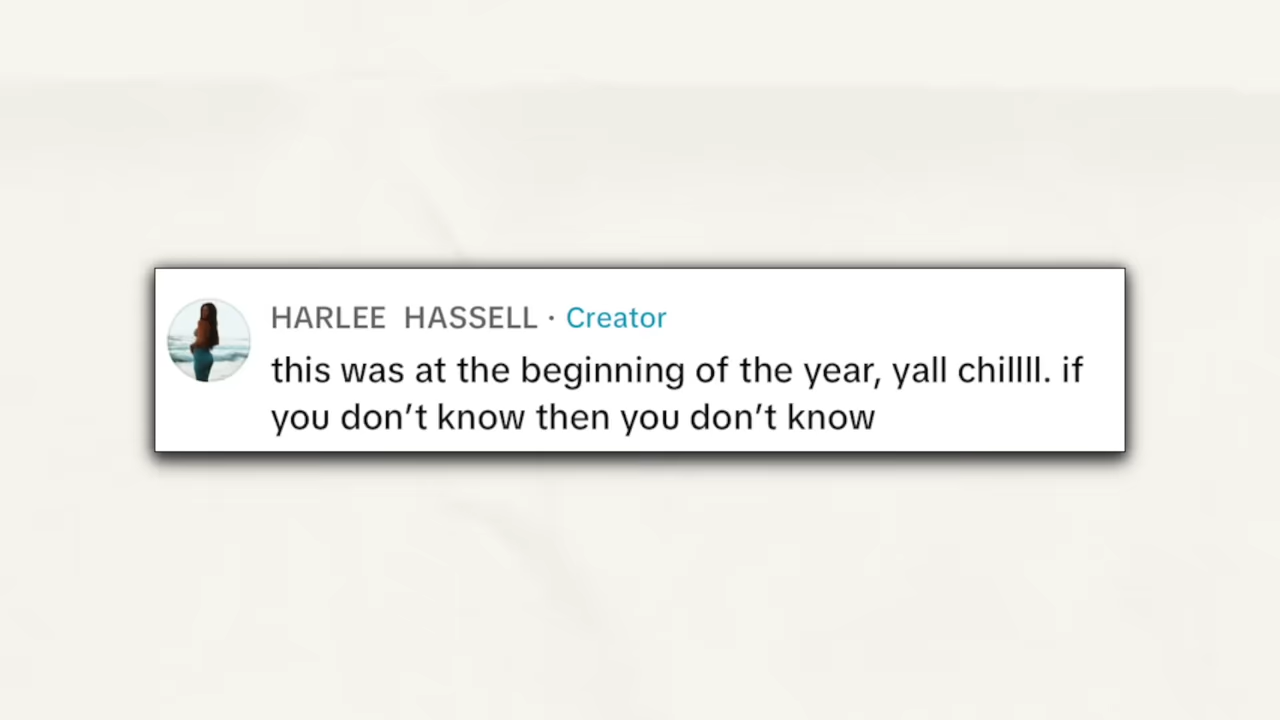 HARLEE HASSELL · Creator
this was at the beginning of the year, yall chillll. if
you don’t know then you don’t know